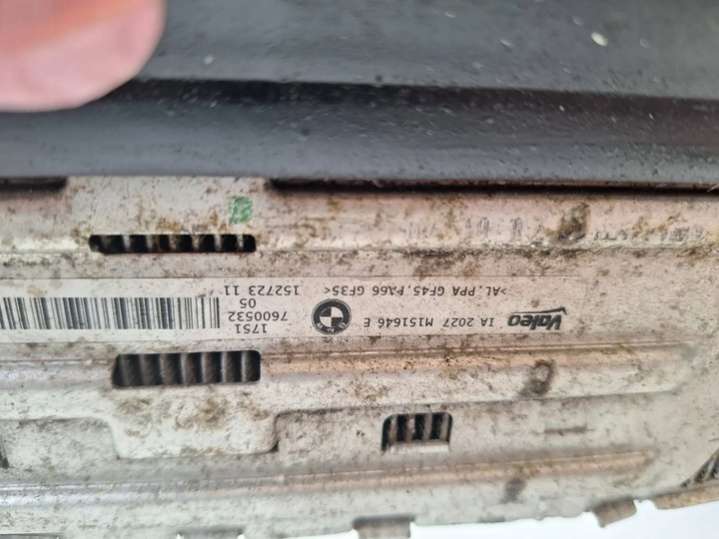 Valeo IA 2027 M151646 E
>AL.PPA GF45.PA66 GF35<
1751
7600532
05
152723 11
B